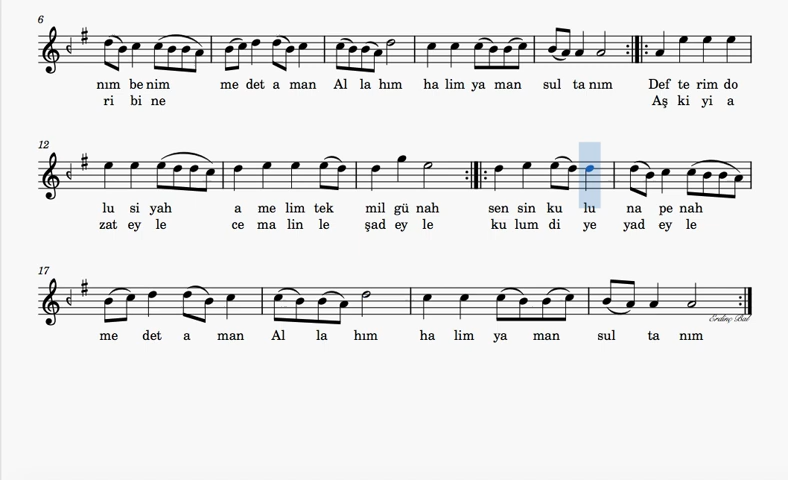 6
nım be nim me det a man Al la hım ha lim ya man sul ta nım Def te rim do
ri bi ne Aş ki yi a
12
lu si yah a me lim tek mil gü nah sen sin ku lu na pe nah
zat ey le ce ma lin le şad ey le ku lum di ye yad ey le
17
me det a man Al la hım ha lim ya man sul ta nım
Erdinç Bal